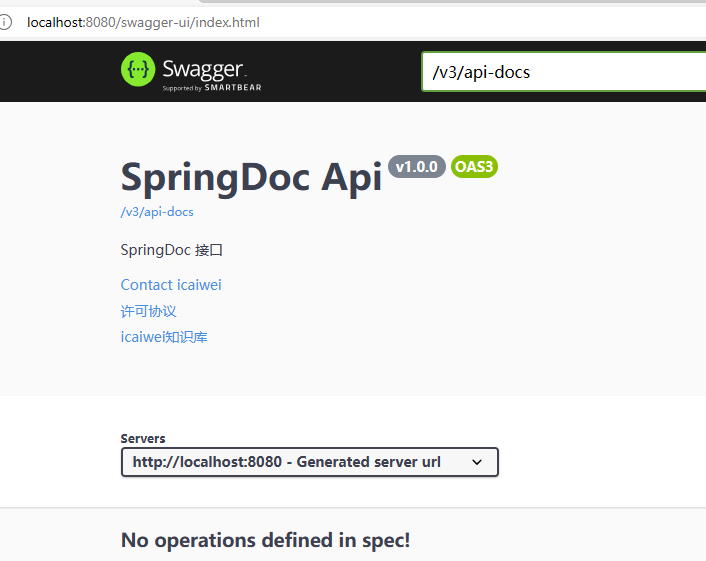 localhost:8080/swagger-ui/index.html
{···} Swagger
Supported by SMARTBEAR
/v3/api-docs
SpringDoc Api v1.0.0 OAS3
/v3/api-docs
SpringDoc 接口
Contact icaiwei
许可协议
icaiwei知识库
Servers
http://localhost:8080 - Generated server url
No operations defined in spec!